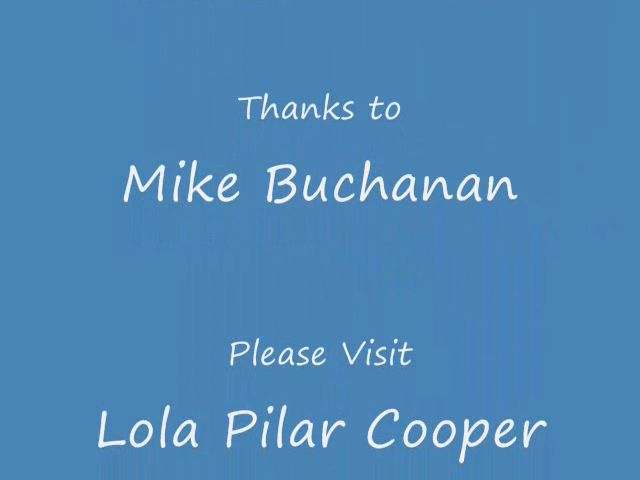 Thanks to
Mike Buchanan
Please Visit
Lola Pilar Cooper